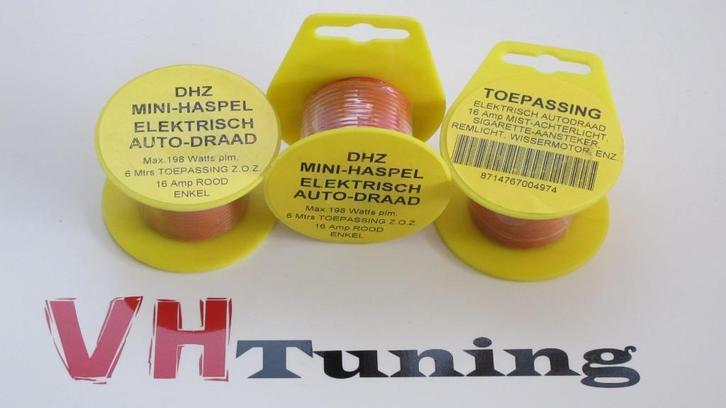 DHZ
MINI-HASPEL
ELEKTRISCH
AUTO-DRAAD
Max.198 Watts plm.
6 Mtrs TOEPASSING Z.O.Z.
16 Amp ROOD
ENKEL
DHZ
MINI-HASPEL
ELEKTRISCH
AUTO-DRAAD
Max.198 Watts plm.
6 Mtrs TOEPASSING Z.O.Z.
16 Amp ROOD
ENKEL
TOEPASSING
ELEKTRISCH AUTODRAAD
16 Amp MIST-ACHTERLICHT.
SIGARETTE-AANSTEKER,
REMLICHT. WISSERMOTOR, ENZ.
8714767004974
VHTuning